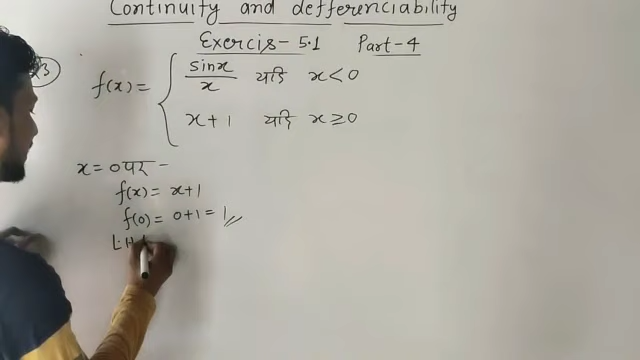 Continuity and defferenciability
Exercis-5.1 Part-4
3
f(x) = { sinx/x यदि x < 0
x+1 यदि x ≥ 0
x = 0 पर -
f(x) = x+1
f(0) = 0+1 = 1
L.H